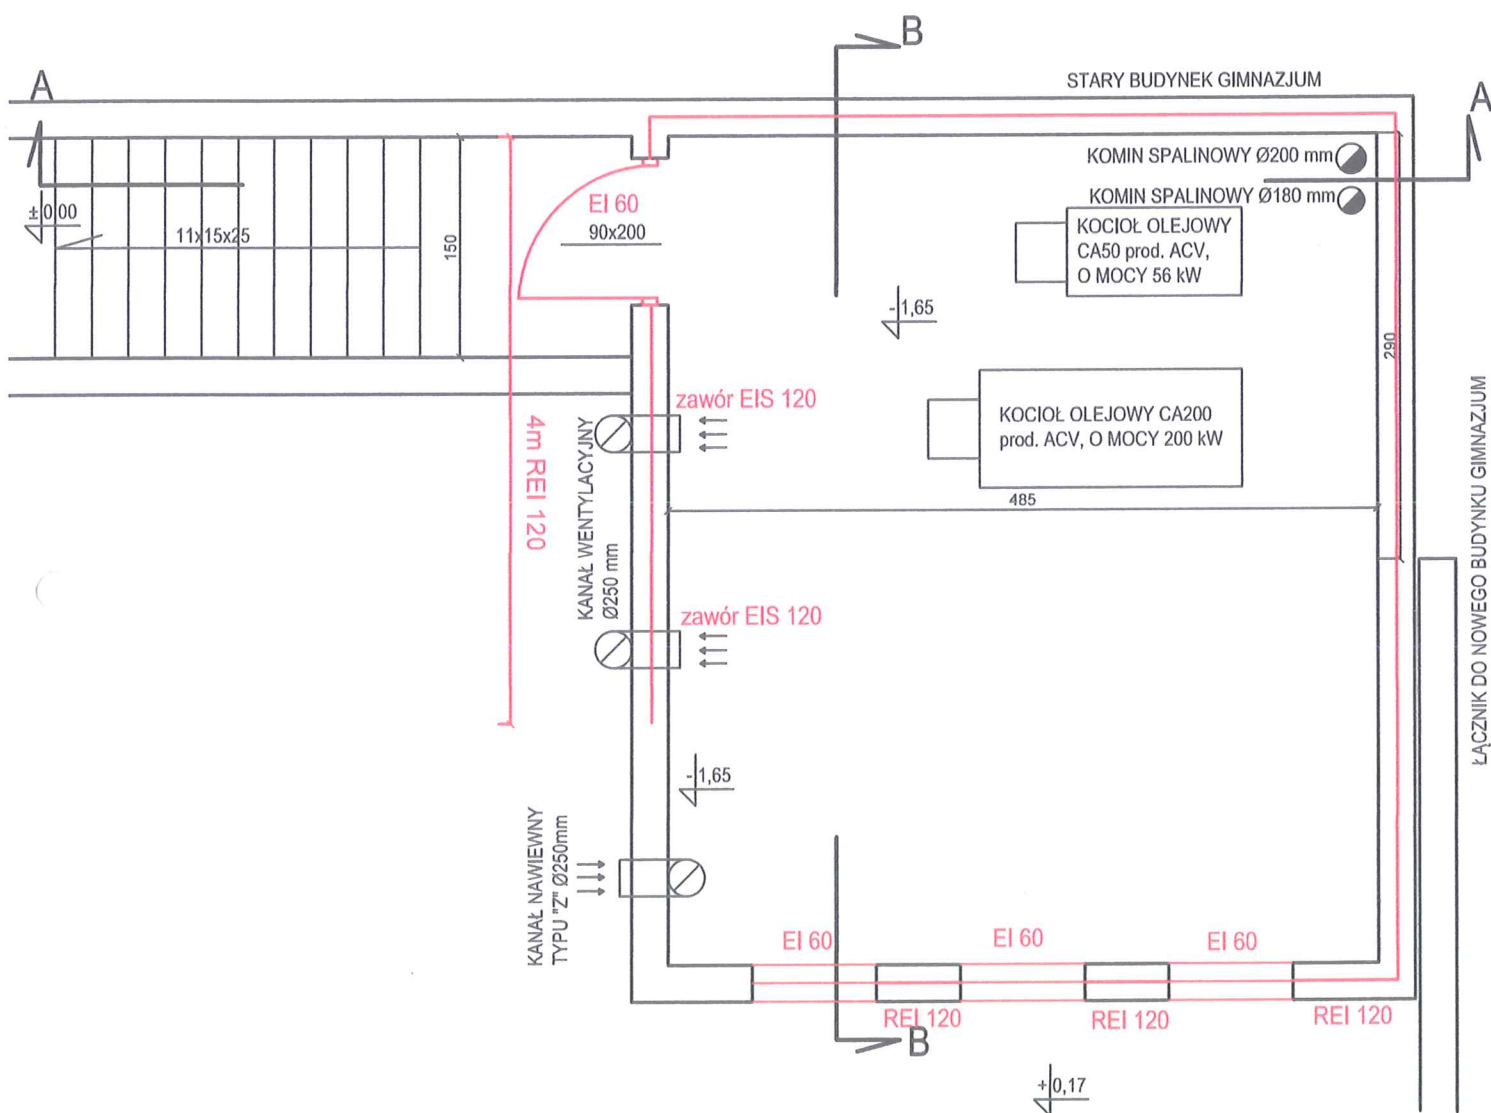 B
STARY BUDYNEK GIMNAZJUM
A
A
KOMIN SPALINOWY Ø200 mm
KOMIN SPALINOWY Ø180 mm
EI 60
90x200
± 0,00
11x15x25
150
KOCIOŁ OLEJOWY
CA50 prod. ACV,
O MOCY 56 kW
-1,65
290
zawór EIS 120
4m REI 120
KANAŁ WENTYLACYJNY
Ø250 mm
KOCIOŁ OLEJOWY CA200
prod. ACV, O MOCY 200 kW
485
ŁĄCZNIK DO NOWEGO BUDYNKU GIMNAZJUM
zawór EIS 120
-1,65
KANAŁ NAWIEWNY
TYPU "Z" Ø250mm
EI 60
EI 60
EI 60
REI 120
REI 120
REI 120
B
+0,17